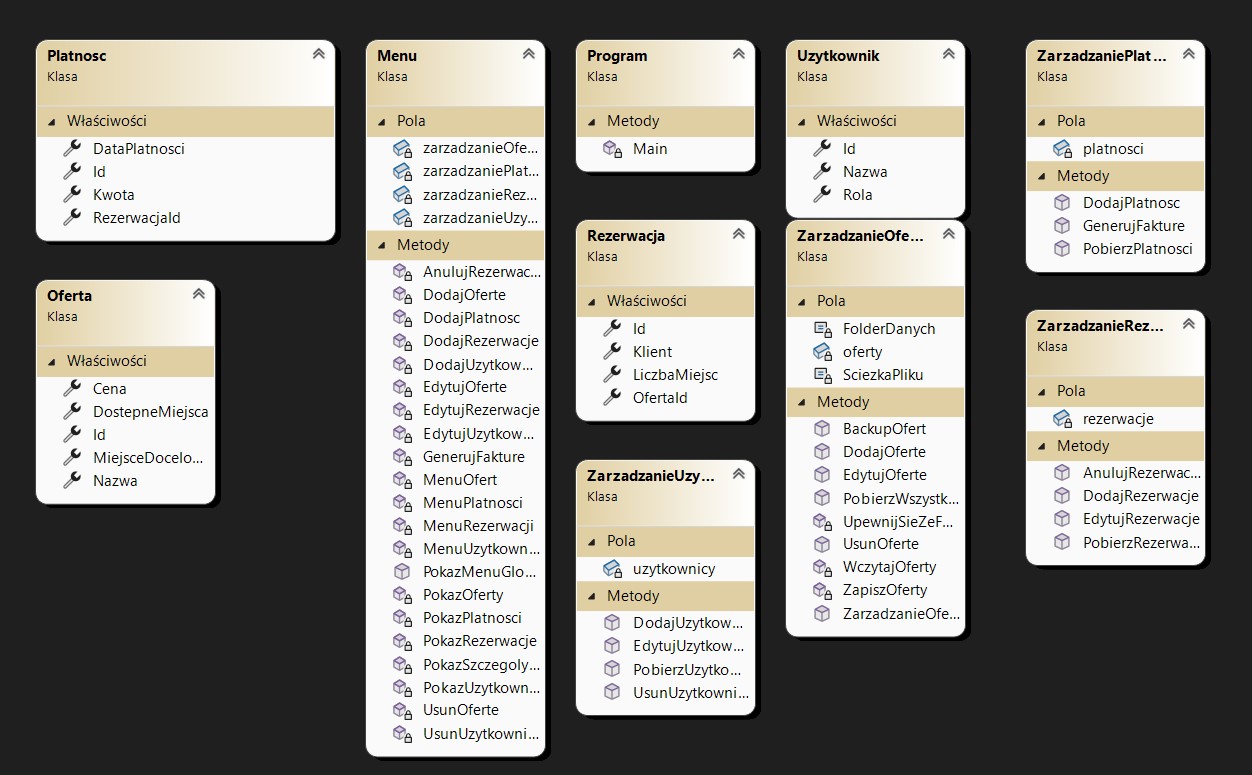 Platnosc
Klasa
Właściwości
DataPlatnosci
Id
Kwota
RezerwacjaId
Oferta
Klasa
Właściwości
Cena
DostepneMiejsca
Id
MiejsceDocelo...
Nazwa
Menu
Klasa
Pola
zarzadzanieOfe...
zarzadzaniePlat...
zarzadzanieRez...
zarzadzanieUzy...
Metody
AnulujRezerwac...
DodajOferte
DodajPlatnosc
DodajRezerwacje
DodajUzytkow...
EdytujOferte
EdytujRezerwacje
EdytujUzytkow...
GenerujFakture
MenuOfert
MenuPlatnosci
MenuRezerwacji
MenuUzytkown...
PokazMenuGlo...
PokazOferty
PokazPlatnosci
PokazRezerwacje
PokazSzczegoly...
PokazUzytkown...
UsunOferte
UsunUzytkowni...
Program
Klasa
Metody
Main
Rezerwacja
Klasa
Właściwości
Id
Klient
LiczbaMiejsc
OfertaId
ZarzadzanieUzy...
Klasa
Pola
uzytkownicy
Metody
DodajUzytkow...
EdytujUzytkow...
PobierzUzytko...
UsunUzytkowni...
Uzytkownik
Klasa
Właściwości
Id
Nazwa
Rola
ZarzadzanieOfe...
Klasa
Pola
FolderDanych
oferty
SciezkaPliku
Metody
BackupOfert
DodajOferte
EdytujOferte
PobierzWszystk...
UpewnijSieZeF...
UsunOferte
WczytajOferty
ZapiszOferty
ZarzadzanieOfe...
ZarzadzaniePlat...
Klasa
Pola
platnosci
Metody
DodajPlatnosc
GenerujFakture
PobierzPlatnosci
ZarzadzanieRez...
Klasa
Pola
rezerwacje
Metody
AnulujRezerwac...
DodajRezerwacje
EdytujRezerwacje
PobierzRezerwa...